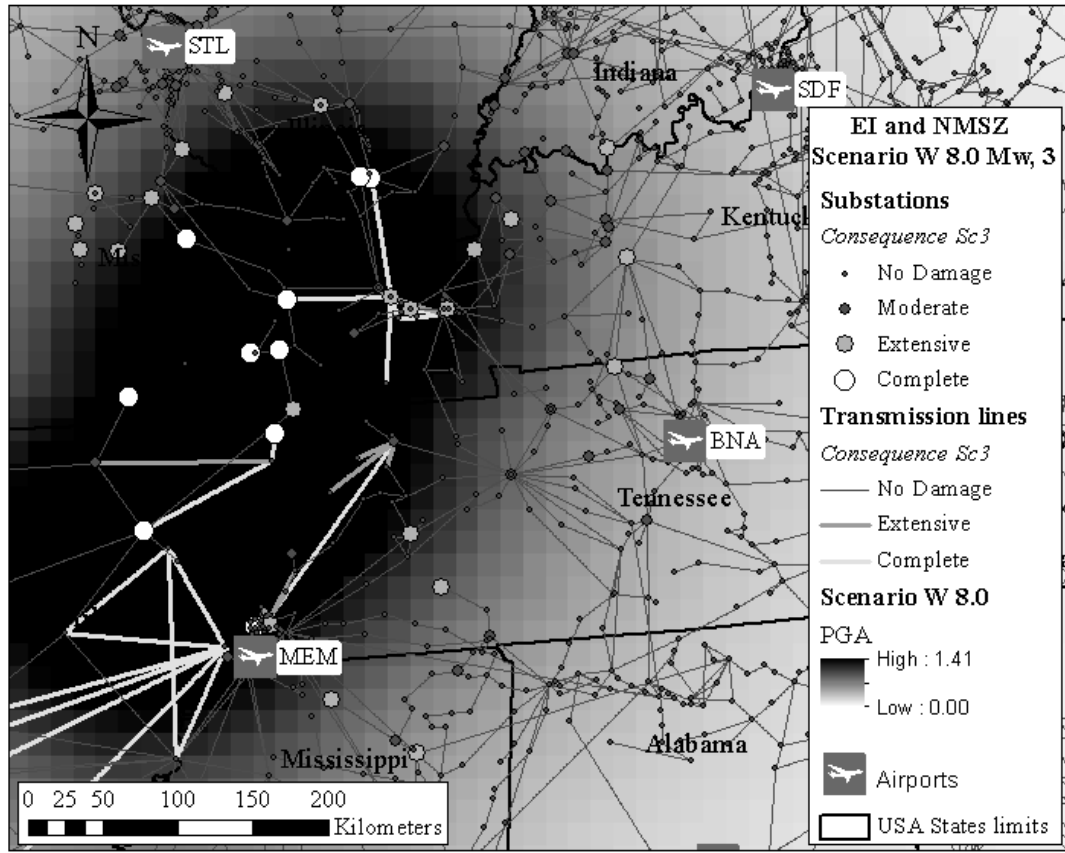 N
STL
Indiana
SDF
EI and NMSZ
Scenario W 8.0 Mw, 3
Substations
Kentuck
Consequence Sc3
No Damage
Mis
Moderate
Extensive
Complete
Transmission lines
BNA
Consequence Sc3
No Damage
Tennessee
Extensive
Complete
Scenario W 8.0
PGA
MEM
High : 1.41
Low : 0.00
Alabama
Mississippi
Airports
0 25 50 100 150 200
Kilometers
USA States limits